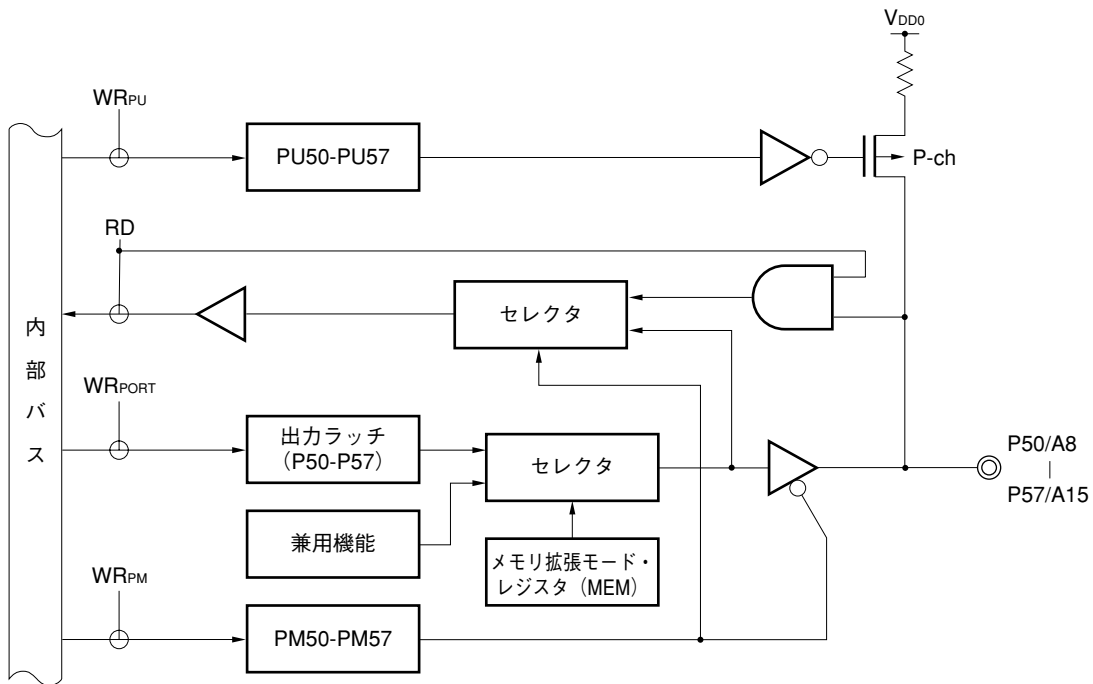 VDD0
WRPU
PU50-PU57
P-ch
RD
セレクタ
内部バス
WRPORT
出力ラッチ
（P50-P57）
セレクタ
P50/A8
P57/A15
兼用機能
メモリ拡張モード・
レジスタ（MEM）
WRPM
PM50-PM57